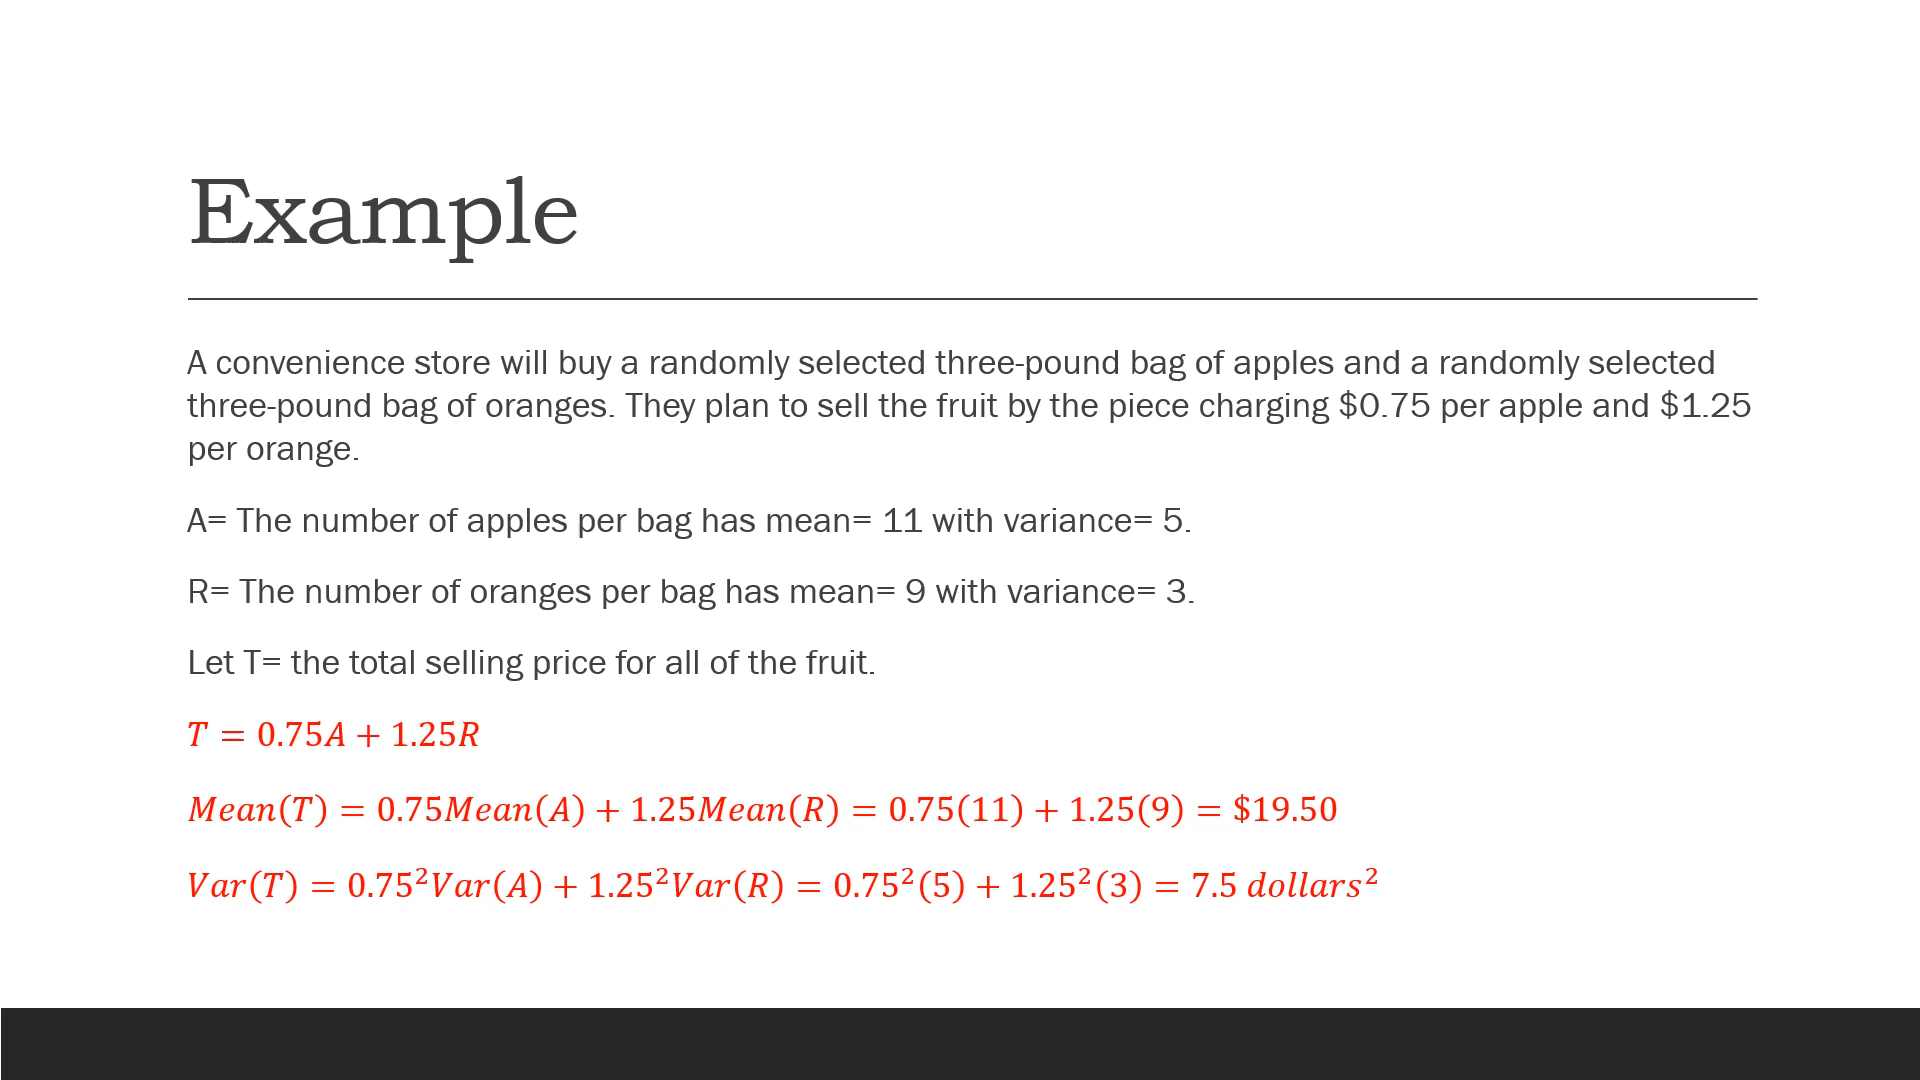 Example
A convenience store will buy a randomly selected three-pound bag of apples and a randomly selected
three-pound bag of oranges. They plan to sell the fruit by the piece charging $0.75 per apple and $1.25
per orange.
A= The number of apples per bag has mean= 11 with variance= 5.
R= The number of oranges per bag has mean= 9 with variance= 3.
Let T= the total selling price for all of the fruit.
T = 0.75A + 1.25R
Mean(T) = 0.75Mean(A) + 1.25Mean(R) = 0.75(11) + 1.25(9) = $19.50
Var(T) = 0.75²Var(A) + 1.25²Var(R) = 0.75²(5) + 1.25²(3) = 7.5 dollars²